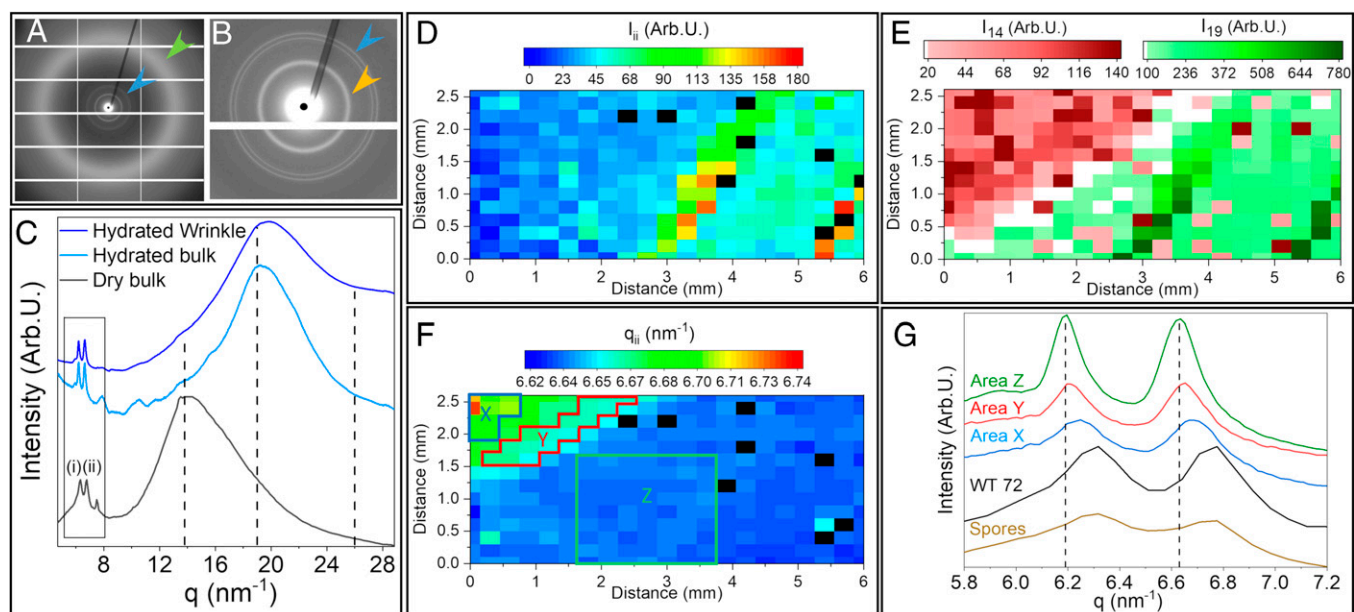 A
B
C
Hydrated Wrinkle
Hydrated bulk
Dry bulk
(i) (ii)
Intensity (Arb.U.)
8 12 16 20 24 28
q (nm-1)
D
Iii (Arb.U.)
0 23 45 68 90 113 135 158 180
2.5
2.0
1.5
1.0
0.5
0.0
Distance (mm)
0 1 2 3 4 5 6
Distance (mm)
E
I14 (Arb.U.)
I19 (Arb.U.)
20 44 68 92 116 140
100 236 372 508 644 780
2.5
2.0
1.5
1.0
0.5
0.0
Distance (mm)
0 1 2 3 4 5 6
Distance (mm)
F
qii (nm-1)
6.62 6.64 6.65 6.67 6.68 6.70 6.71 6.73 6.74
2.5
2.0
1.5
1.0
0.5
0.0
X
Y
Z
Distance (mm)
0 1 2 3 4 5 6
Distance (mm)
G
Area Z
Area Y
Area X
WT 72
Spores
Intensity (Arb.U.)
5.8 6.0 6.2 6.4 6.6 6.8 7.0 7.2
q (nm-1)